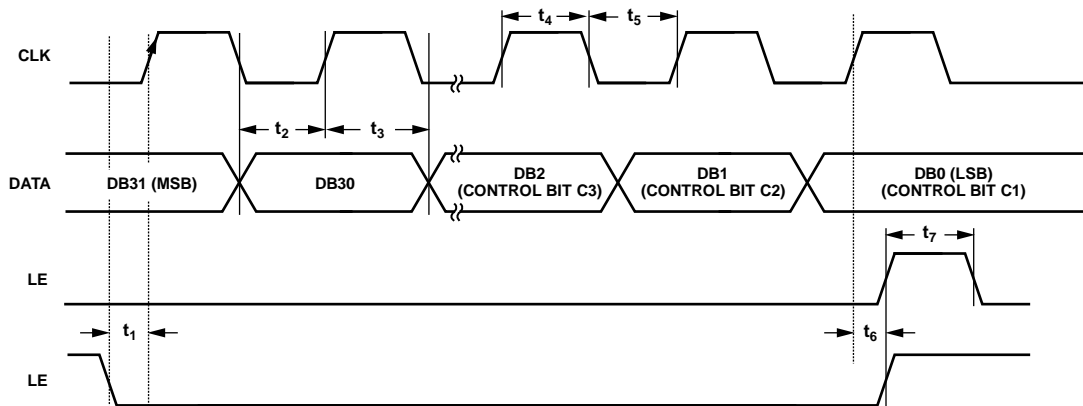 t4 t5
CLK
t2 t3
DATA
DB31 (MSB)
DB30
DB2
(CONTROL BIT C3)
DB1
(CONTROL BIT C2)
DB0 (LSB)
(CONTROL BIT C1)
t7
LE
t1 t6
LE